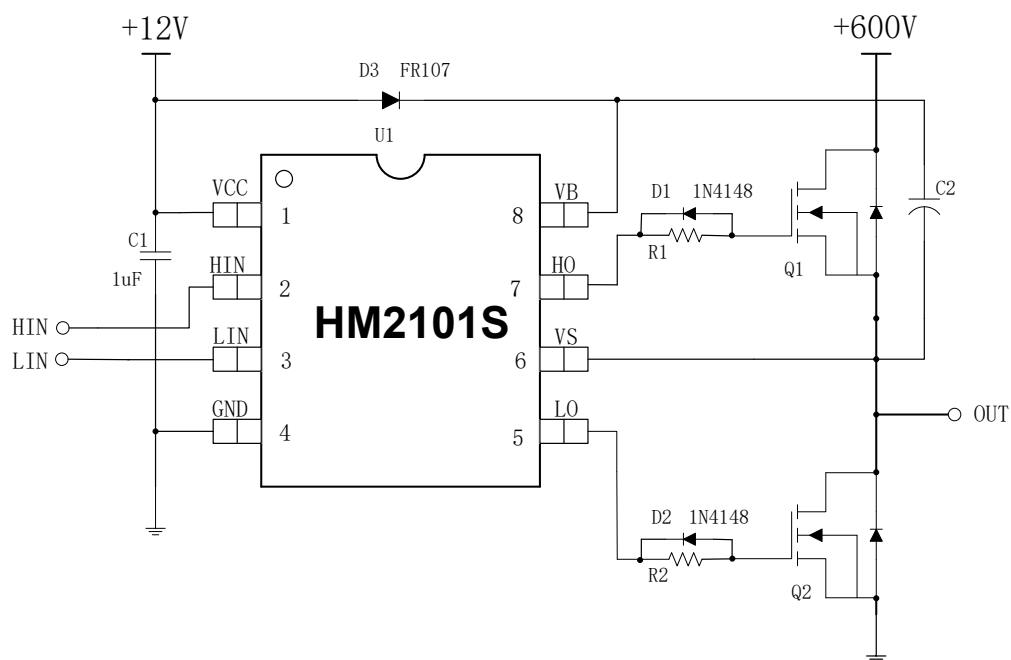 +12V
+600V
D3 FR107
U1
VCC
1
VB
8
D1 1N4148
C2
C1
1uF
R1
HIN
2
HO
7
Q1
HM2101S
HIN
LIN
LIN
3
VS
6
GND
4
LO
5
OUT
D2 1N4148
R2
Q2